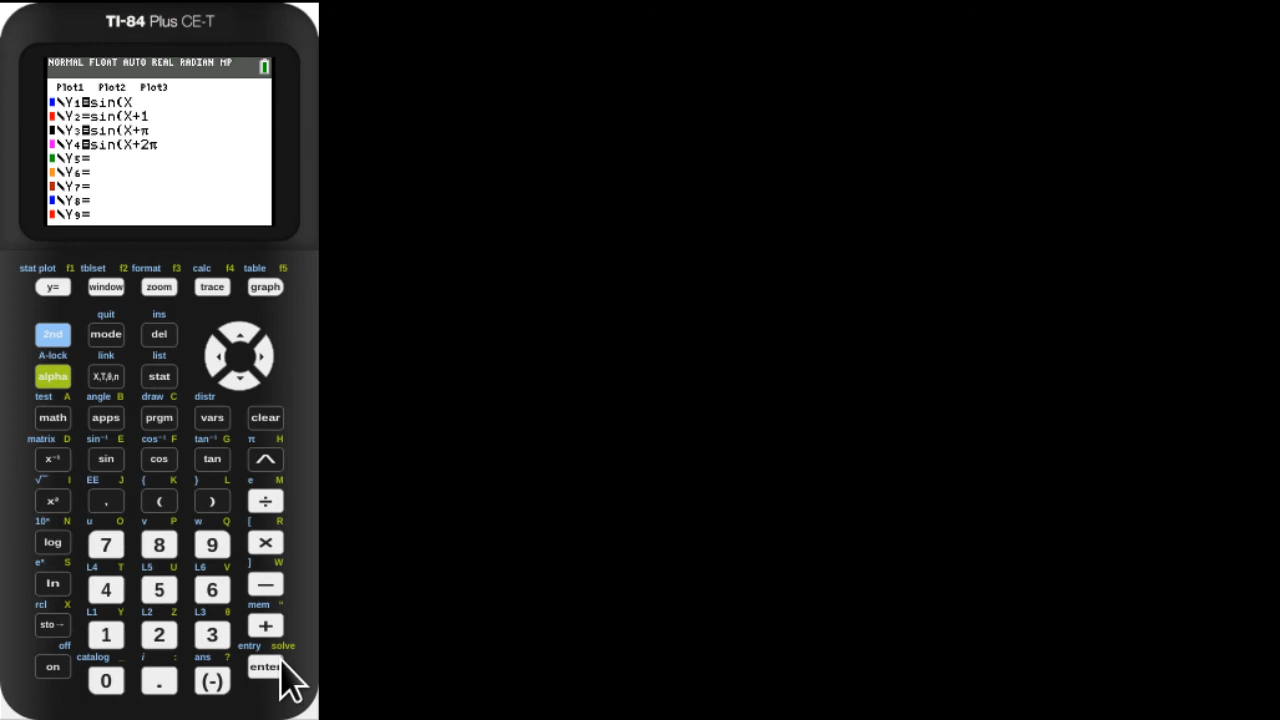 TI-84 Plus CE-T
NORMAL FLOAT AUTO REAL RADIAN MP
Plot1 Plot2 Plot3
\Y₁=sin(X
\Y₂=sin(X+1
\Y₃=sin(X+π
\Y₄=sin(X+2π
\Y₅=
\Y₆=
\Y₇=
\Y₈=
\Y₉=
stat plot f1 tblset f2 format f3 calc f4 table f5
y= window zoom trace graph
quit ins
2nd mode del
A-lock link list
alpha X,T,θ,n stat
test A angle B draw C distr
math apps prgm vars clear
matrix D sin⁻¹ E cos⁻¹ F tan⁻¹ G π H
x⁻¹ sin cos tan ^
√‾ I EE J { K } L e M
x² , ( ) ÷
10ˣ N u O v P w Q [ R
log 7 8 9 ×
eˣ S L4 T L5 U L6 V ] W
ln 4 5 6 —
rcl X L1 Y L2 Z L3 θ mem "
sto→ 1 2 3 +
off catalog _ i : ans ? entry solve
on 0 . (-) enter